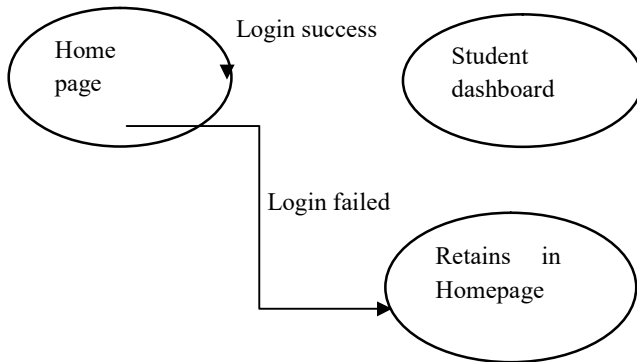 Home
page
Login success
Student
dashboard
Login failed
Retains in
Homepage